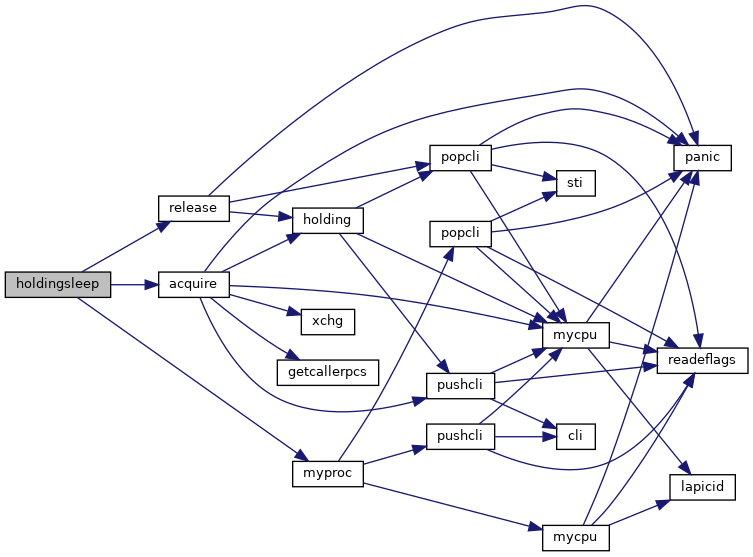 holdingsleep
release
acquire
myproc
holding
xchg
getcallerpcs
popcli
popcli
pushcli
pushcli
sti
mycpu
cli
mycpu
panic
readeflags
lapicid